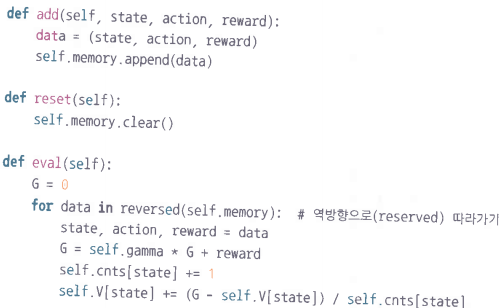 def add(self, state, action, reward):
    data = (state, action, reward)
    self.memory.append(data)

def reset(self):
    self.memory.clear()

def eval(self):
    G = 0
    for data in reversed(self.memory):  # 역방향으로(reserved) 따라가기
        state, action, reward = data
        G = self.gamma * G + reward
        self.cnts[state] += 1
        self.V[state] += (G - self.V[state]) / self.cnts[state]